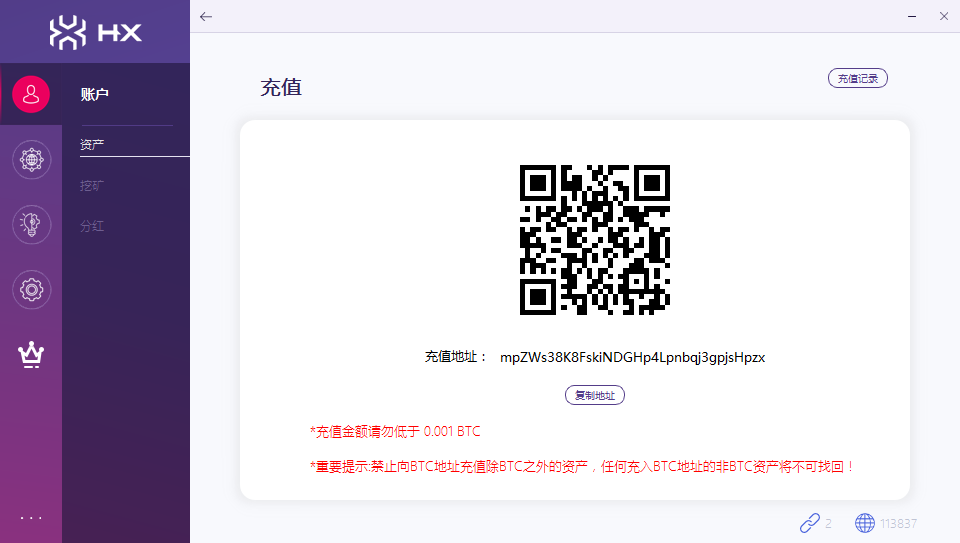 HX
账户
资产
挖矿
分红
充值
充值记录
充值地址： mpZWs38K8FskiNDGHp4Lpnbqj3gpjsHpzx
复制地址
*充值金额请勿低于 0.001 BTC
*重要提示:禁止向BTC地址充值除BTC之外的资产，任何充入BTC地址的非BTC资产将不可找回！
2
113837